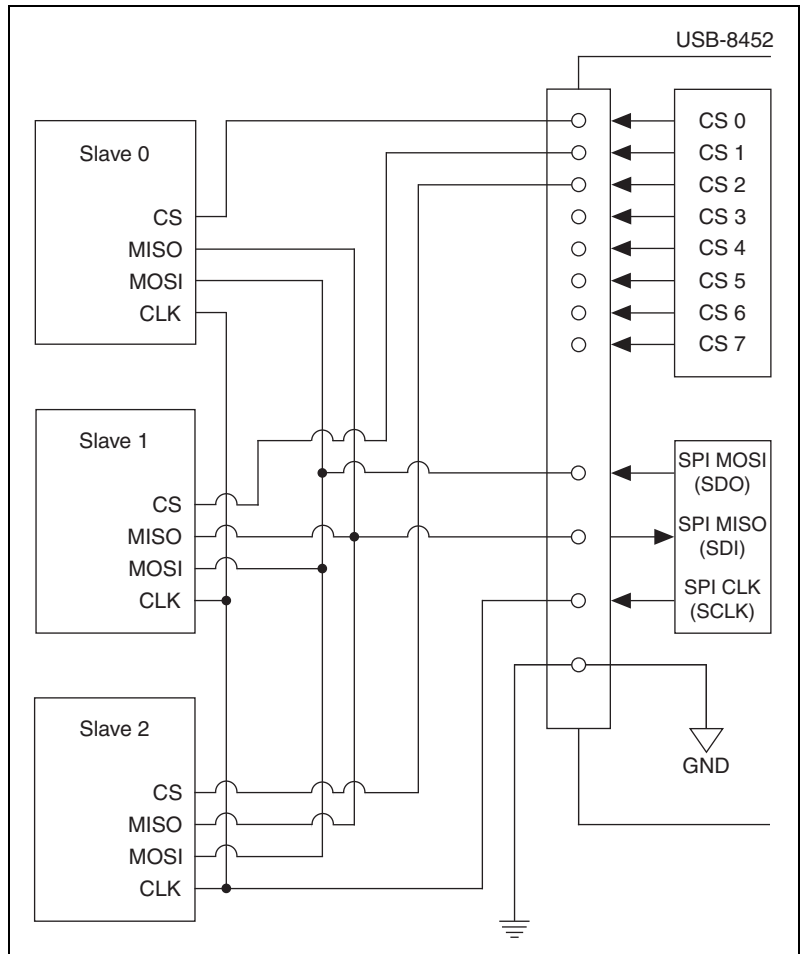 USB-8452
Slave 0
CS
MISO
MOSI
CLK
Slave 1
CS
MISO
MOSI
CLK
Slave 2
CS
MISO
MOSI
CLK
CS 0
CS 1
CS 2
CS 3
CS 4
CS 5
CS 6
CS 7
SPI MOSI
(SDO)
SPI MISO
(SDI)
SPI CLK
(SCLK)
GND